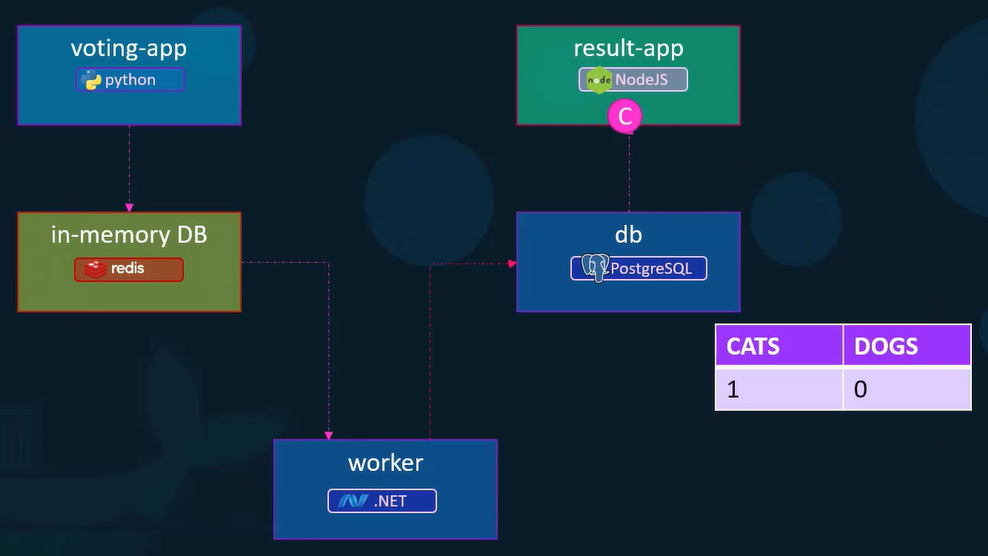 voting-app
python
result-app
node NodeJS
C
in-memory DB
redis
db
PostgreSQL
CATS DOGS
1 0
worker
.NET